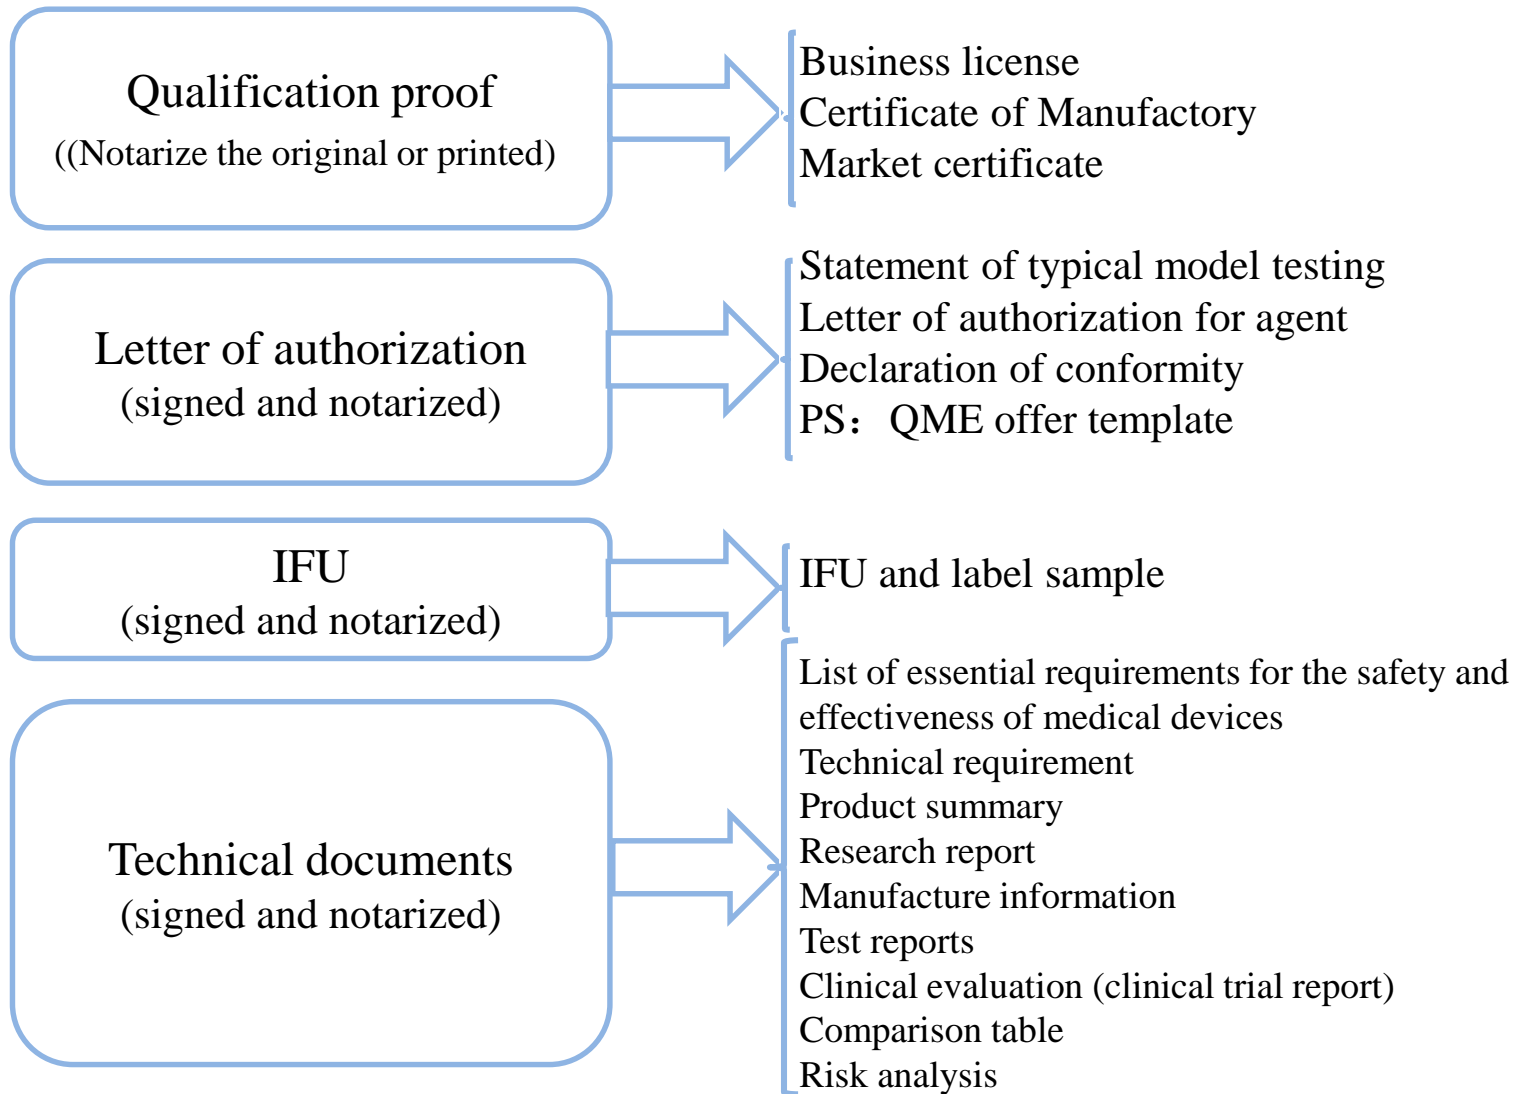 Qualification proof
((Notarize the original or printed)
Business license
Certificate of Manufactory
Market certificate
Letter of authorization
(signed and notarized)
Statement of typical model testing
Letter of authorization for agent
Declaration of conformity
PS： QME offer template
IFU
(signed and notarized)
IFU and label sample
Technical documents
(signed and notarized)
List of essential requirements for the safety and
effectiveness of medical devices
Technical requirement
Product summary
Research report
Manufacture information
Test reports
Clinical evaluation (clinical trial report)
Comparison table
Risk analysis